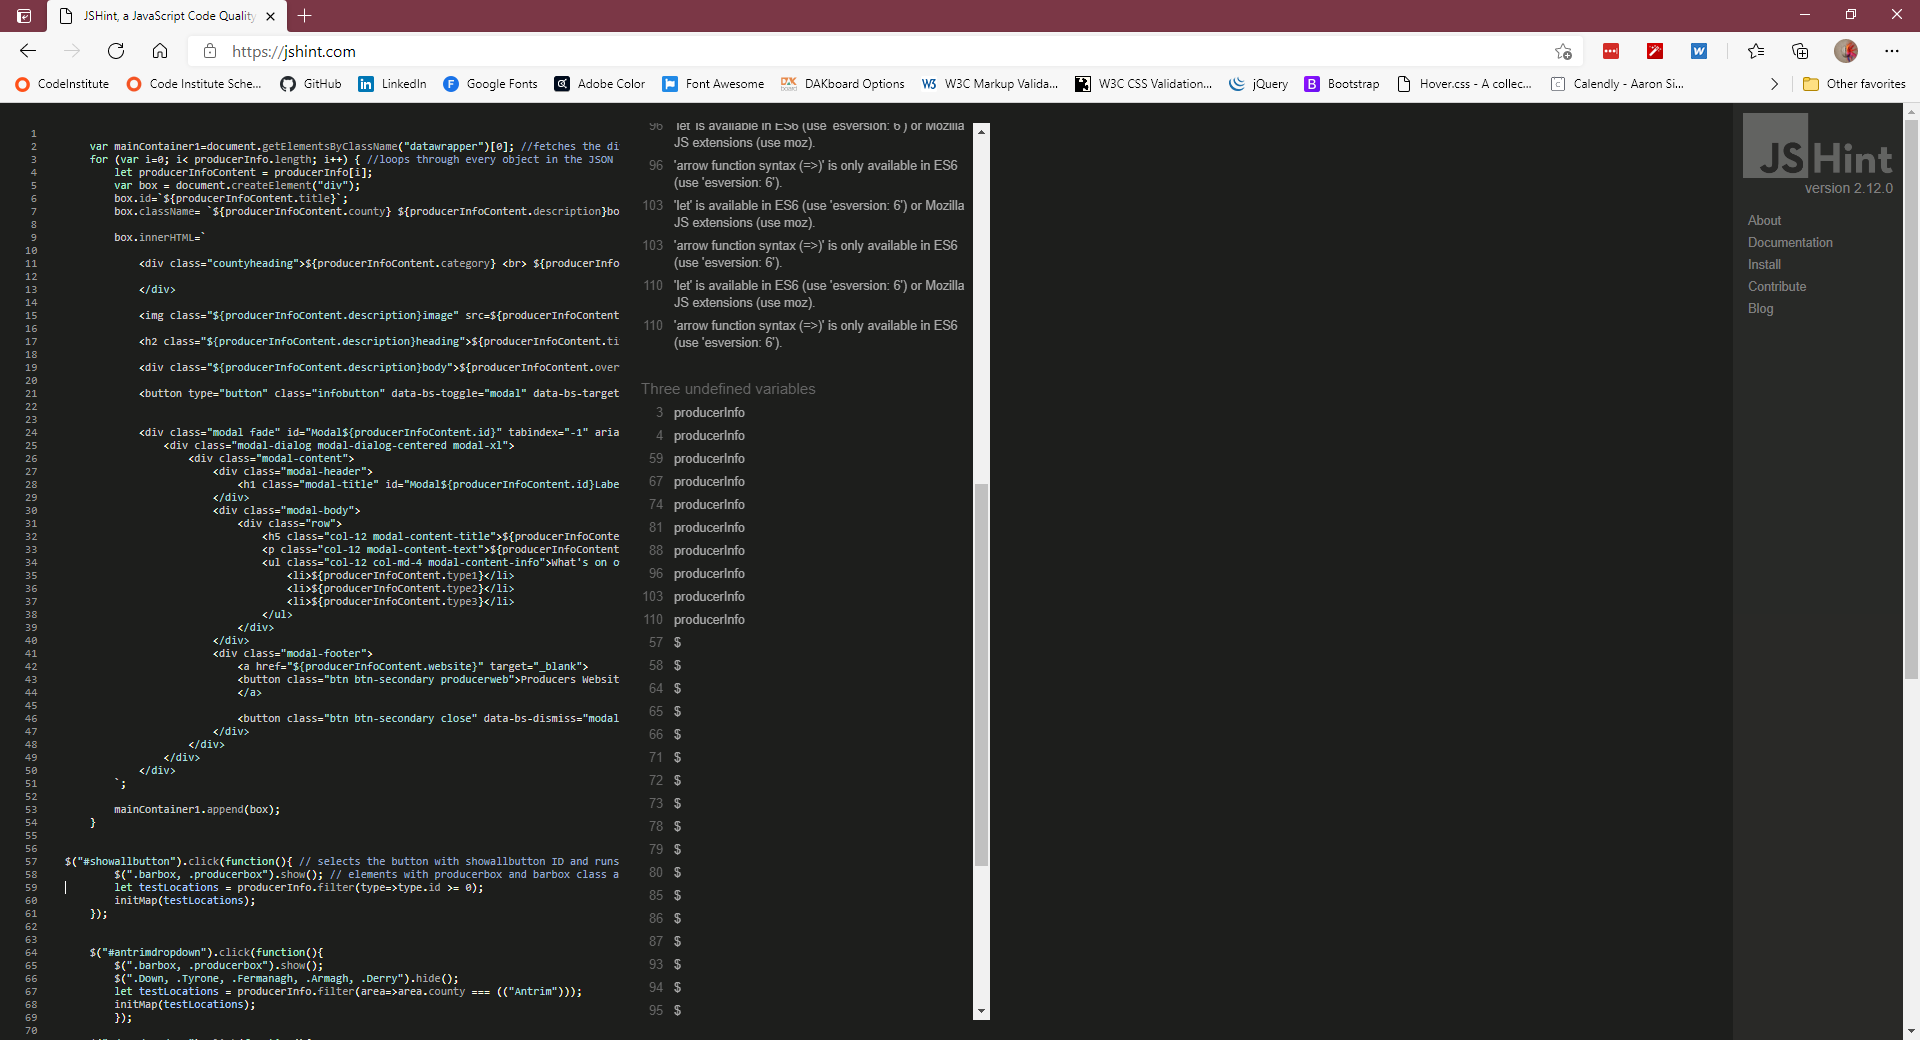 JSHint, a JavaScript Code Quality
https://jshint.com
CodeInstitute
Code Institute Sche...
GitHub
LinkedIn
Google Fonts
Adobe Color
Font Awesome
DAKboard Options
W3C Markup Valida...
W3C CSS Validation...
jQuery
Bootstrap
Hover.css - A collec...
Calendly - Aaron Si...
Other favorites
1
2 var mainContainer1=document.getElementsByClassName("datawrapper")[0]; //fetches the di
3 for (var i=0; i< producerInfo.length; i++) { //loops through every object in the JSON
4 let producerInfoContent = producerInfo[i];
5 var box = document.createElement("div");
6 box.id=`${producerInfoContent.title}`;
7 box.className= `${producerInfoContent.county} ${producerInfoContent.description}bo
8
9 box.innerHTML=`
10
11 <div class="countyheading">${producerInfoContent.category} <br> ${producerInfo
12
13 </div>
14
15 <img class="${producerInfoContent.description}image" src=${producerInfoContent
16
17 <h2 class="${producerInfoContent.description}heading">${producerInfoContent.ti
18
19 <div class="${producerInfoContent.description}body">${producerInfoContent.over
20
21 <button type="button" class="infobutton" data-bs-toggle="modal" data-bs-target
22
23
24 <div class="modal fade" id="Modal${producerInfoContent.id}" tabindex="-1" aria
25 <div class="modal-dialog modal-dialog-centered modal-xl">
26 <div class="modal-content">
27 <div class="modal-header">
28 <h1 class="modal-title" id="Modal${producerInfoContent.id}Labe
29 </div>
30 <div class="modal-body">
31 <div class="row">
32 <h5 class="col-12 modal-content-title">${producerInfoConte
33 <p class="col-12 modal-content-text">${producerInfoContent
34 <ul class="col-12 col-md-4 modal-content-info">What's on o
35 <li>${producerInfoContent.type1}</li>
36 <li>${producerInfoContent.type2}</li>
37 <li>${producerInfoContent.type3}</li>
38 </ul>
39 </div>
40 </div>
41 <div class="modal-footer">
42 <a href="${producerInfoContent.website}" target="_blank">
43 <button class="btn btn-secondary producerweb">Producers Websit
44 </a>
45
46 <button class="btn btn-secondary close" data-bs-dismiss="modal
47 </div>
48 </div>
49 </div>
50 </div>
51 `;
52
53 mainContainer1.append(box);
54 }
55
56
57 $("#showallbutton").click(function(){ // selects the button with showallbutton ID and runs
58 $(".barbox, .producerbox").show(); // elements with producerbox and barbox class a
59 let testLocations = producerInfo.filter(type=>type.id >= 0);
60 initMap(testLocations);
61 });
62
63
64 $("#antrimdropdown").click(function(){
65 $(".barbox, .producerbox").show();
66 $(".Down, .Tyrone, .Fermanagh, .Armagh, .Derry").hide();
67 let testLocations = producerInfo.filter(area=>area.county === (("Antrim")));
68 initMap(testLocations);
69 });
70
96 'let' is available in ES6 (use 'esversion: 6') or Mozilla
JS extensions (use moz).
96 'arrow function syntax (=>)' is only available in ES6
(use 'esversion: 6').
103 'let' is available in ES6 (use 'esversion: 6') or Mozilla
JS extensions (use moz).
103 'arrow function syntax (=>)' is only available in ES6
(use 'esversion: 6').
110 'let' is available in ES6 (use 'esversion: 6') or Mozilla
JS extensions (use moz).
110 'arrow function syntax (=>)' is only available in ES6
(use 'esversion: 6').
Three undefined variables
3 producerInfo
4 producerInfo
59 producerInfo
67 producerInfo
74 producerInfo
81 producerInfo
88 producerInfo
96 producerInfo
103 producerInfo
110 producerInfo
57 $
58 $
64 $
65 $
66 $
71 $
72 $
73 $
78 $
79 $
80 $
85 $
86 $
87 $
93 $
94 $
95 $
JSHint
version 2.12.0
About
Documentation
Install
Contribute
Blog